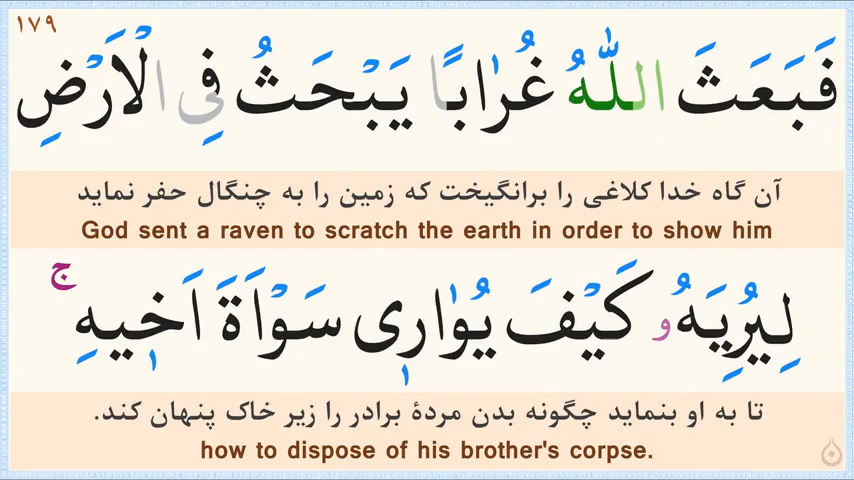 ۱۷۹
فَبَعَثَ اللّٰهُ غُرٰابًا يَبْحَثُ فِی الْاَرْضِ
آن گاه خدا کلاغی را برانگیخت که زمین را به چنگال حفر نماید
God sent a raven to scratch the earth in order to show him
لِيُرِيَهُ و كَيْفَ يُوٰارٖی سَوْاَةَ اَخٖيهِ ۚ
تا به او بنماید چگونه بدن مردهٔ برادر را زیر خاک پنهان کند.
how to dispose of his brother's corpse.